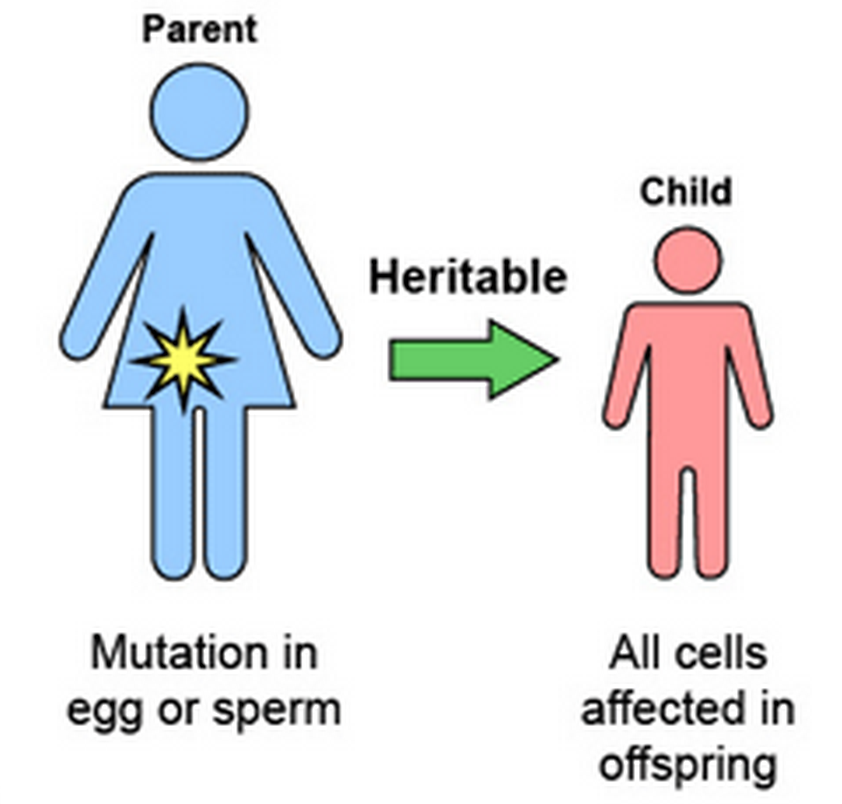 Parent
Child
Heritable
Mutation in
egg or sperm
All cells
affected in
offspring